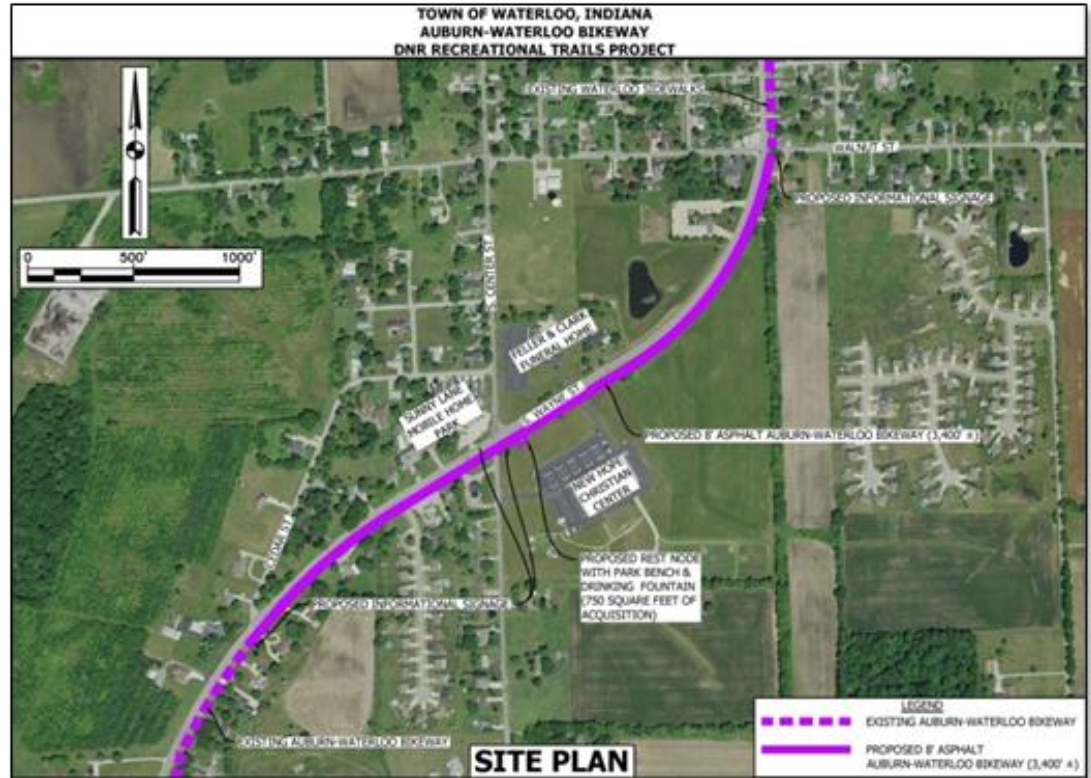 TOWN OF WATERLOO, INDIANA
AUBURN-WATERLOO BIKEWAY
DNR RECREATIONAL TRAILS PROJECT
EXISTING WATERLOO SIDEWALKS
WALNUT ST.
PROPOSED INFORMATIONAL SIGNAGE
0 500' 1000'
S. CENTER ST.
FELLER & CLARK
FUNERAL HOME
S. WAYNE ST.
SUNNY LANE
MOBILE HOME
PARK
PROPOSED 8' ASPHALT AUBURN-WATERLOO BIKEWAY (3,400' ±)
NEW HOPE
CHRISTIAN
CENTER
CEDAR ST.
PROPOSED REST NODE
WITH PARK BENCH &
DRINKING FOUNTAIN
(750 SQUARE FEET OF
ACQUISITION)
PROPOSED INFORMATIONAL SIGNAGE
EXISTING AUBURN-WATERLOO BIKEWAY
SITE PLAN
LEGEND
EXISTING AUBURN-WATERLOO BIKEWAY
PROPOSED 8' ASPHALT
AUBURN-WATERLOO BIKEWAY (3,400' ±)